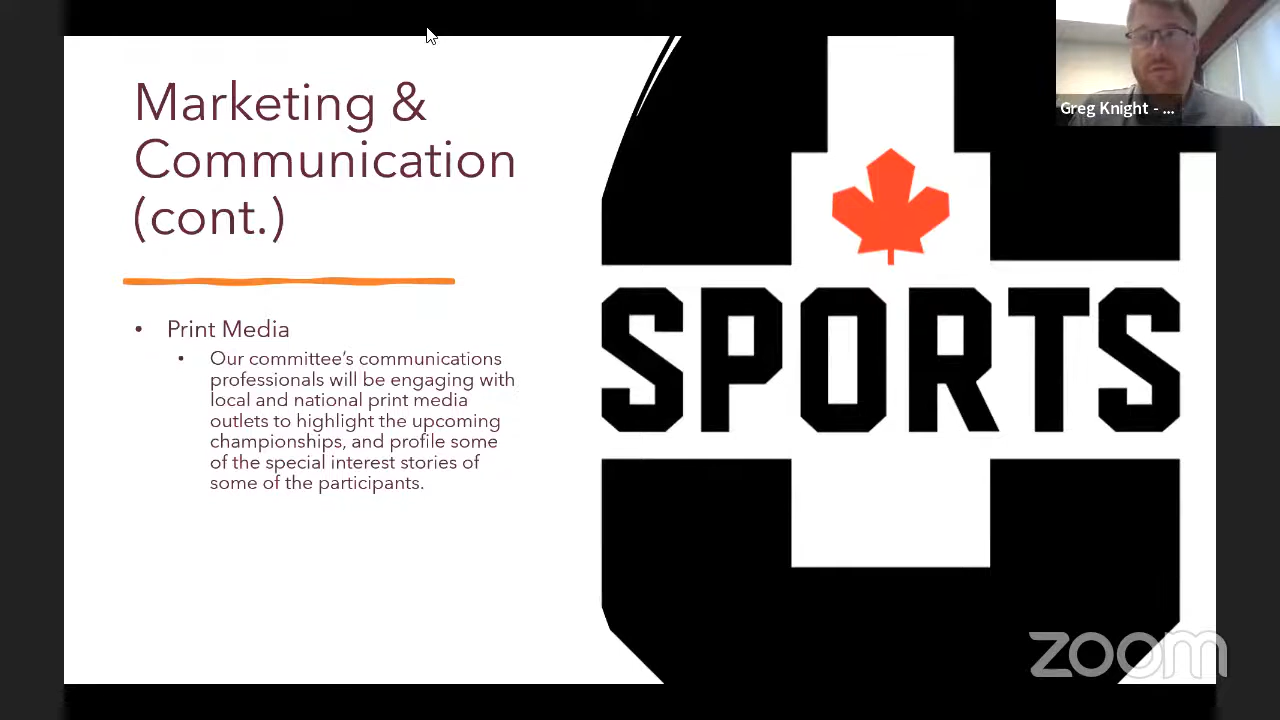 Marketing &
Communication
(cont.)
• Print Media
• Our committee's communications
professionals will be engaging with
local and national print media
outlets to highlight the upcoming
championships, and profile some
of the special interest stories of
some of the participants.
SPORTS
Greg Knight - ...
zoom